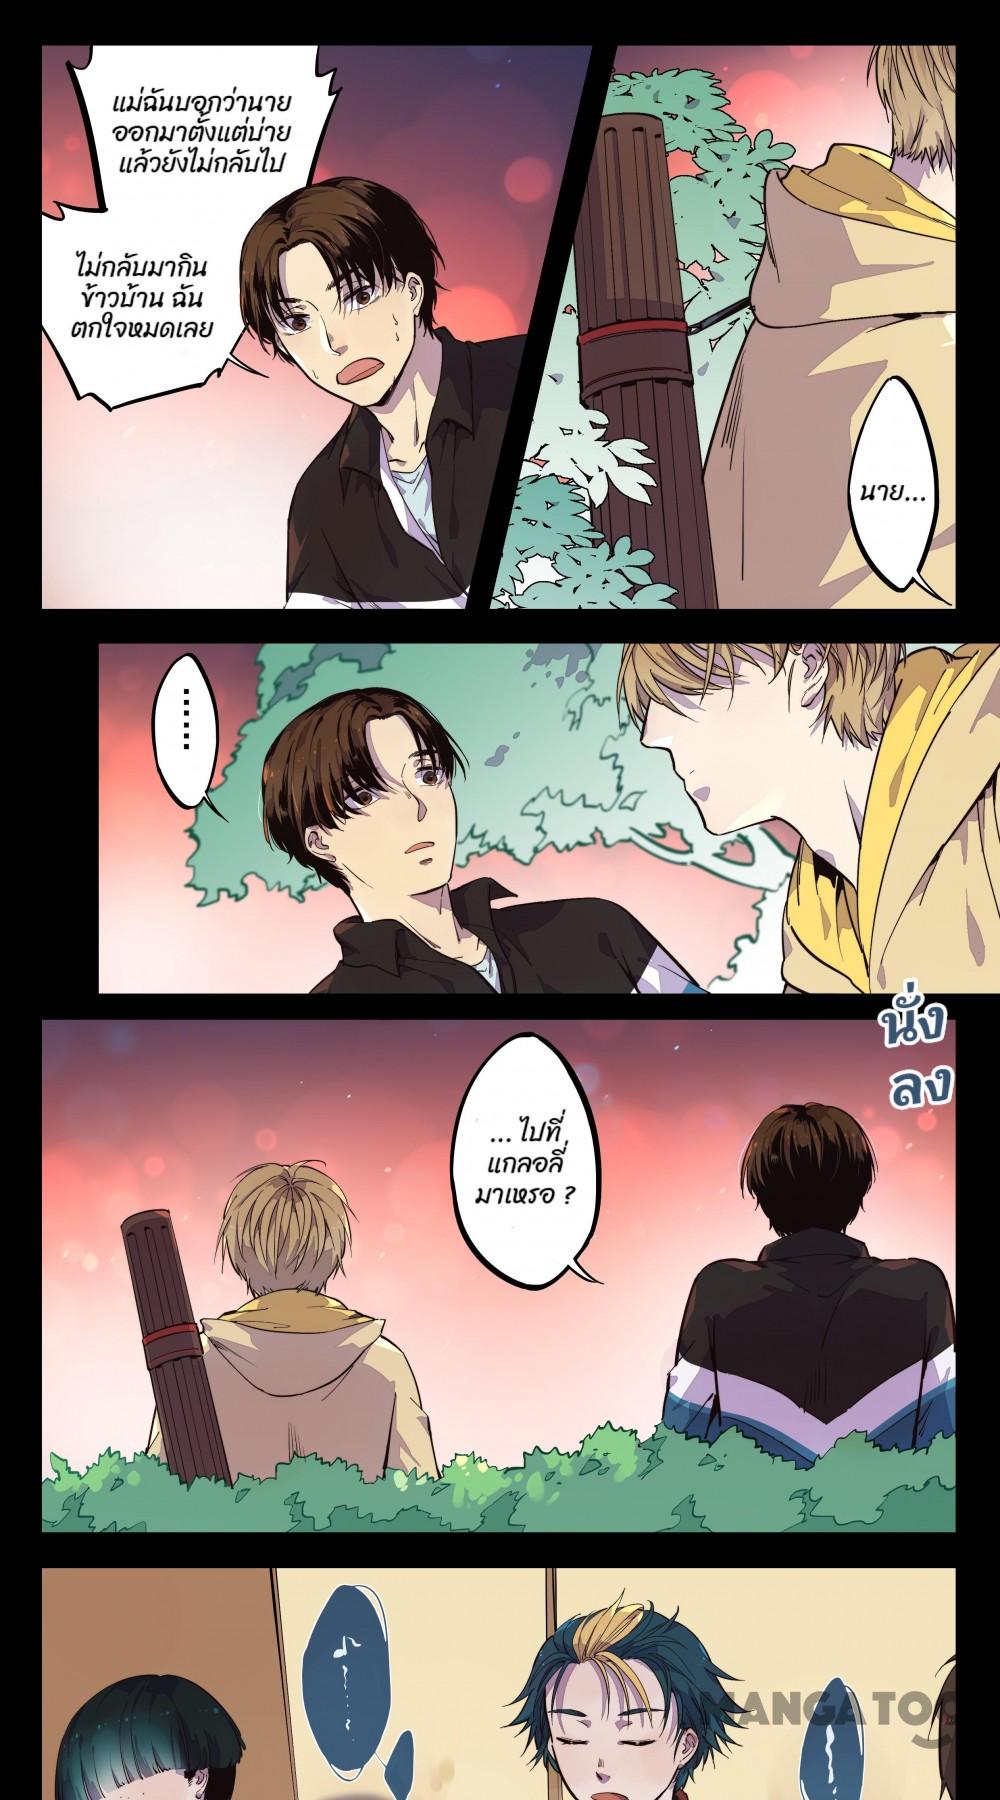 แม่ฉันบอกว่านาย
ออกมาตั้งแต่บ่าย
แล้วยังไม่กลับไป
ไม่กลับมากิน
ข้าวบ้าน ฉัน
ตกใจหมดเลย
นาย...
......
นั่ง
ลง
... ไปที่
แกลอลี่
มาเหรอ ?